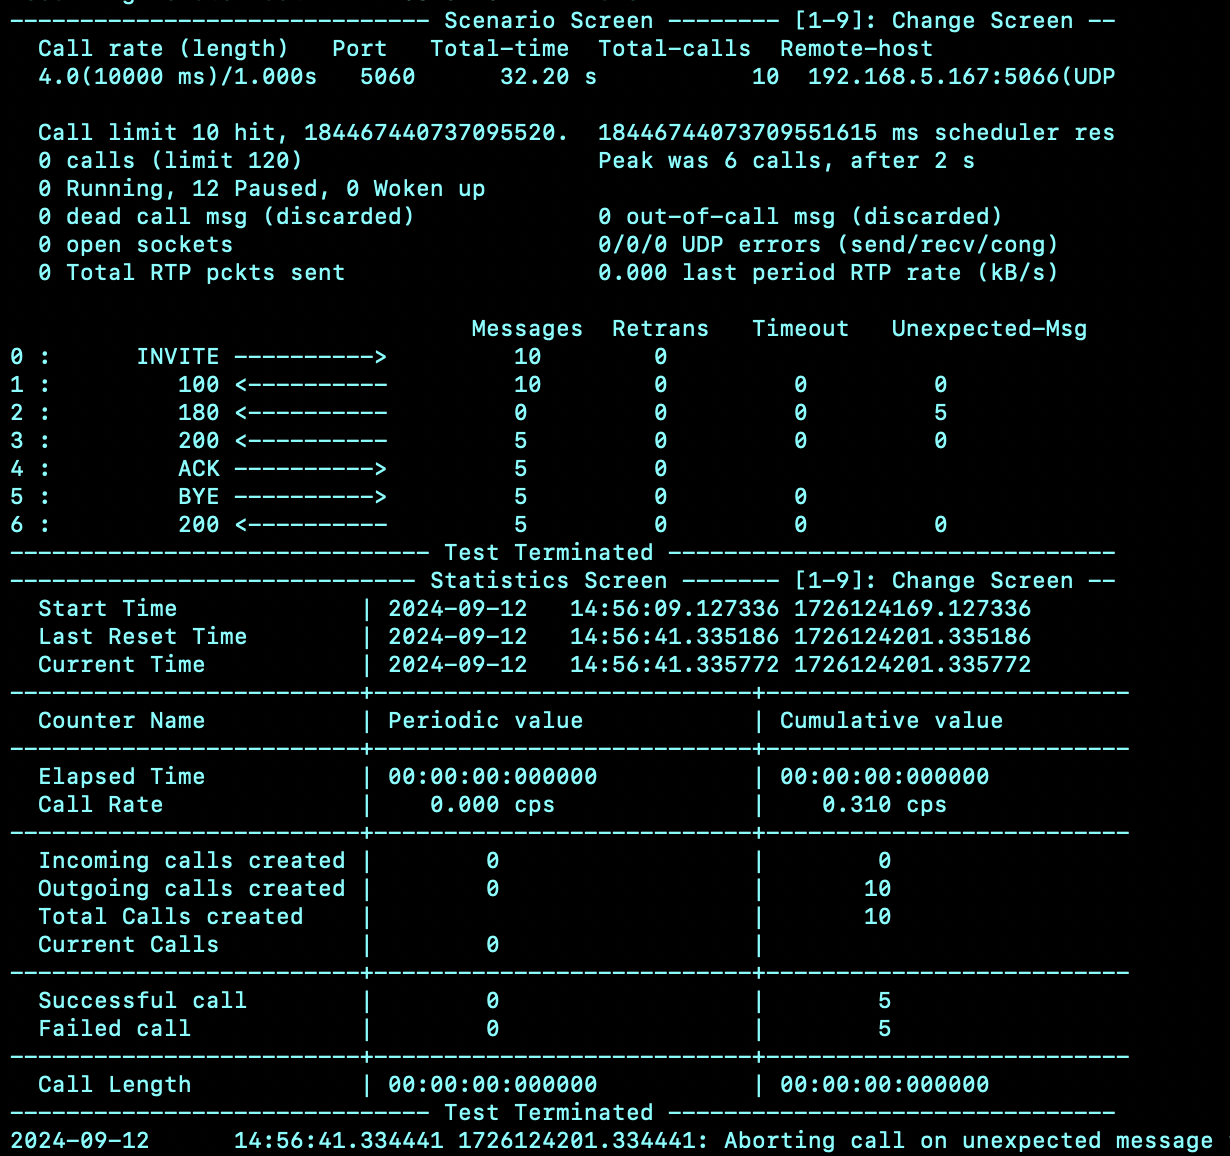 ------------------------------ Scenario Screen -------- [1-9]: Change Screen --
  Call rate (length)   Port   Total-time  Total-calls  Remote-host
  4.0(10000 ms)/1.000s   5060      32.20 s           10  192.168.5.167:5066(UDP

  Call limit 10 hit, 184467440737095520.  18446744073709551615 ms scheduler res
  0 calls (limit 120)                     Peak was 6 calls, after 2 s
  0 Running, 12 Paused, 0 Woken up
  0 dead call msg (discarded)             0 out-of-call msg (discarded)
  0 open sockets                          0/0/0 UDP errors (send/recv/cong)
  0 Total RTP pckts sent                  0.000 last period RTP rate (kB/s)

                                 Messages  Retrans   Timeout   Unexpected-Msg
0 :      INVITE ---------->         10        0
1 :         100 <----------         10        0         0         0
2 :         180 <----------         0         0         0         5
3 :         200 <----------         5         0         0         0
4 :         ACK ---------->         5         0
5 :         BYE ---------->         5         0         0
6 :         200 <----------         5         0         0         0
------------------------------ Test Terminated --------------------------------
----------------------------- Statistics Screen ------- [1-9]: Change Screen --
  Start Time             | 2024-09-12   14:56:09.127336 1726124169.127336
  Last Reset Time        | 2024-09-12   14:56:41.335186 1726124201.335186
  Current Time           | 2024-09-12   14:56:41.335772 1726124201.335772
-------------------------+---------------------------+--------------------------
  Counter Name           | Periodic value            | Cumulative value
-------------------------+---------------------------+--------------------------
  Elapsed Time           | 00:00:00:000000           | 00:00:00:000000
  Call Rate              |    0.000 cps              |    0.310 cps
-------------------------+---------------------------+--------------------------
  Incoming calls created |        0                  |        0
  Outgoing calls created |        0                  |       10
  Total Calls created    |                           |       10
  Current Calls          |        0                  |
-------------------------+---------------------------+--------------------------
  Successful call        |        0                  |        5
  Failed call            |        0                  |        5
-------------------------+---------------------------+--------------------------
  Call Length            | 00:00:00:000000           | 00:00:00:000000
------------------------------ Test Terminated --------------------------------
2024-09-12      14:56:41.334441 1726124201.334441: Aborting call on unexpected message